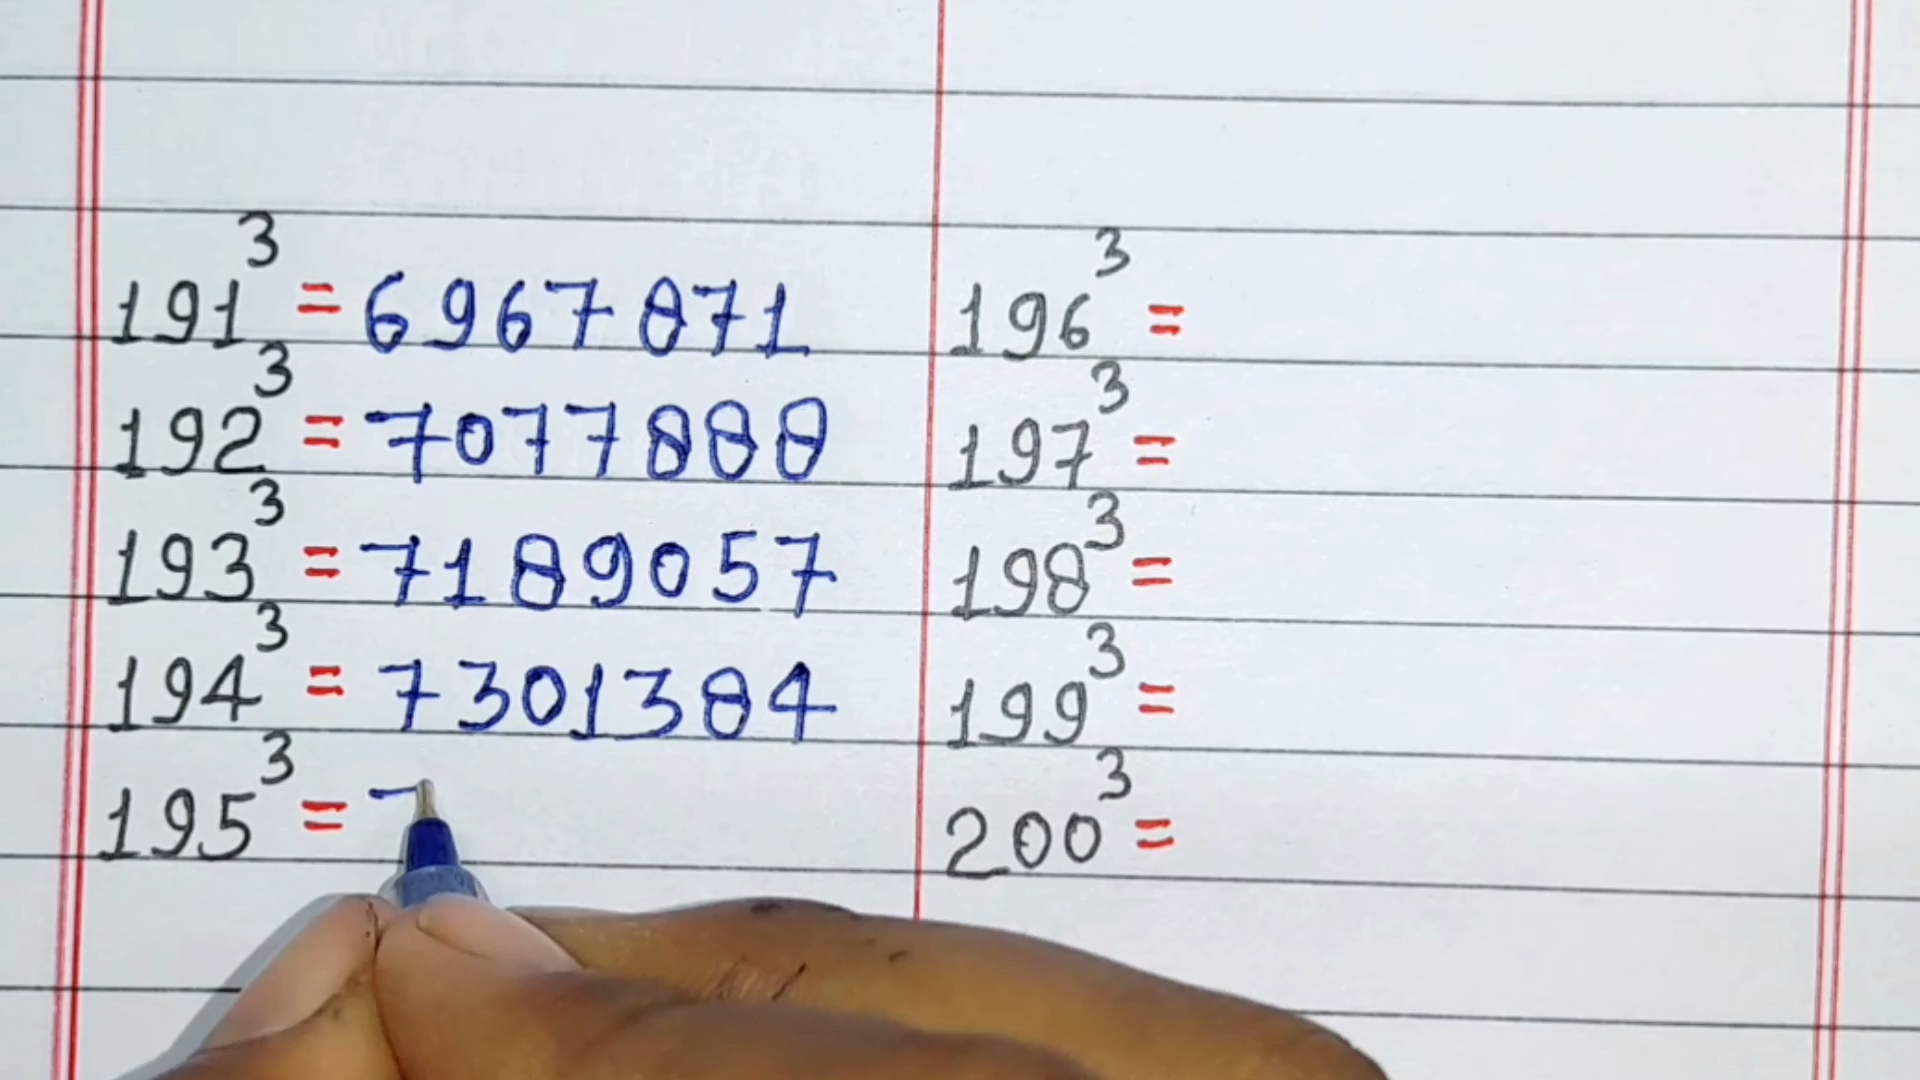 191³ = 6967871
192³ = 7077888
193³ = 7189057
194³ = 7301384
195³ = 7
196³ =
197³ =
198³ =
199³ =
200³ =